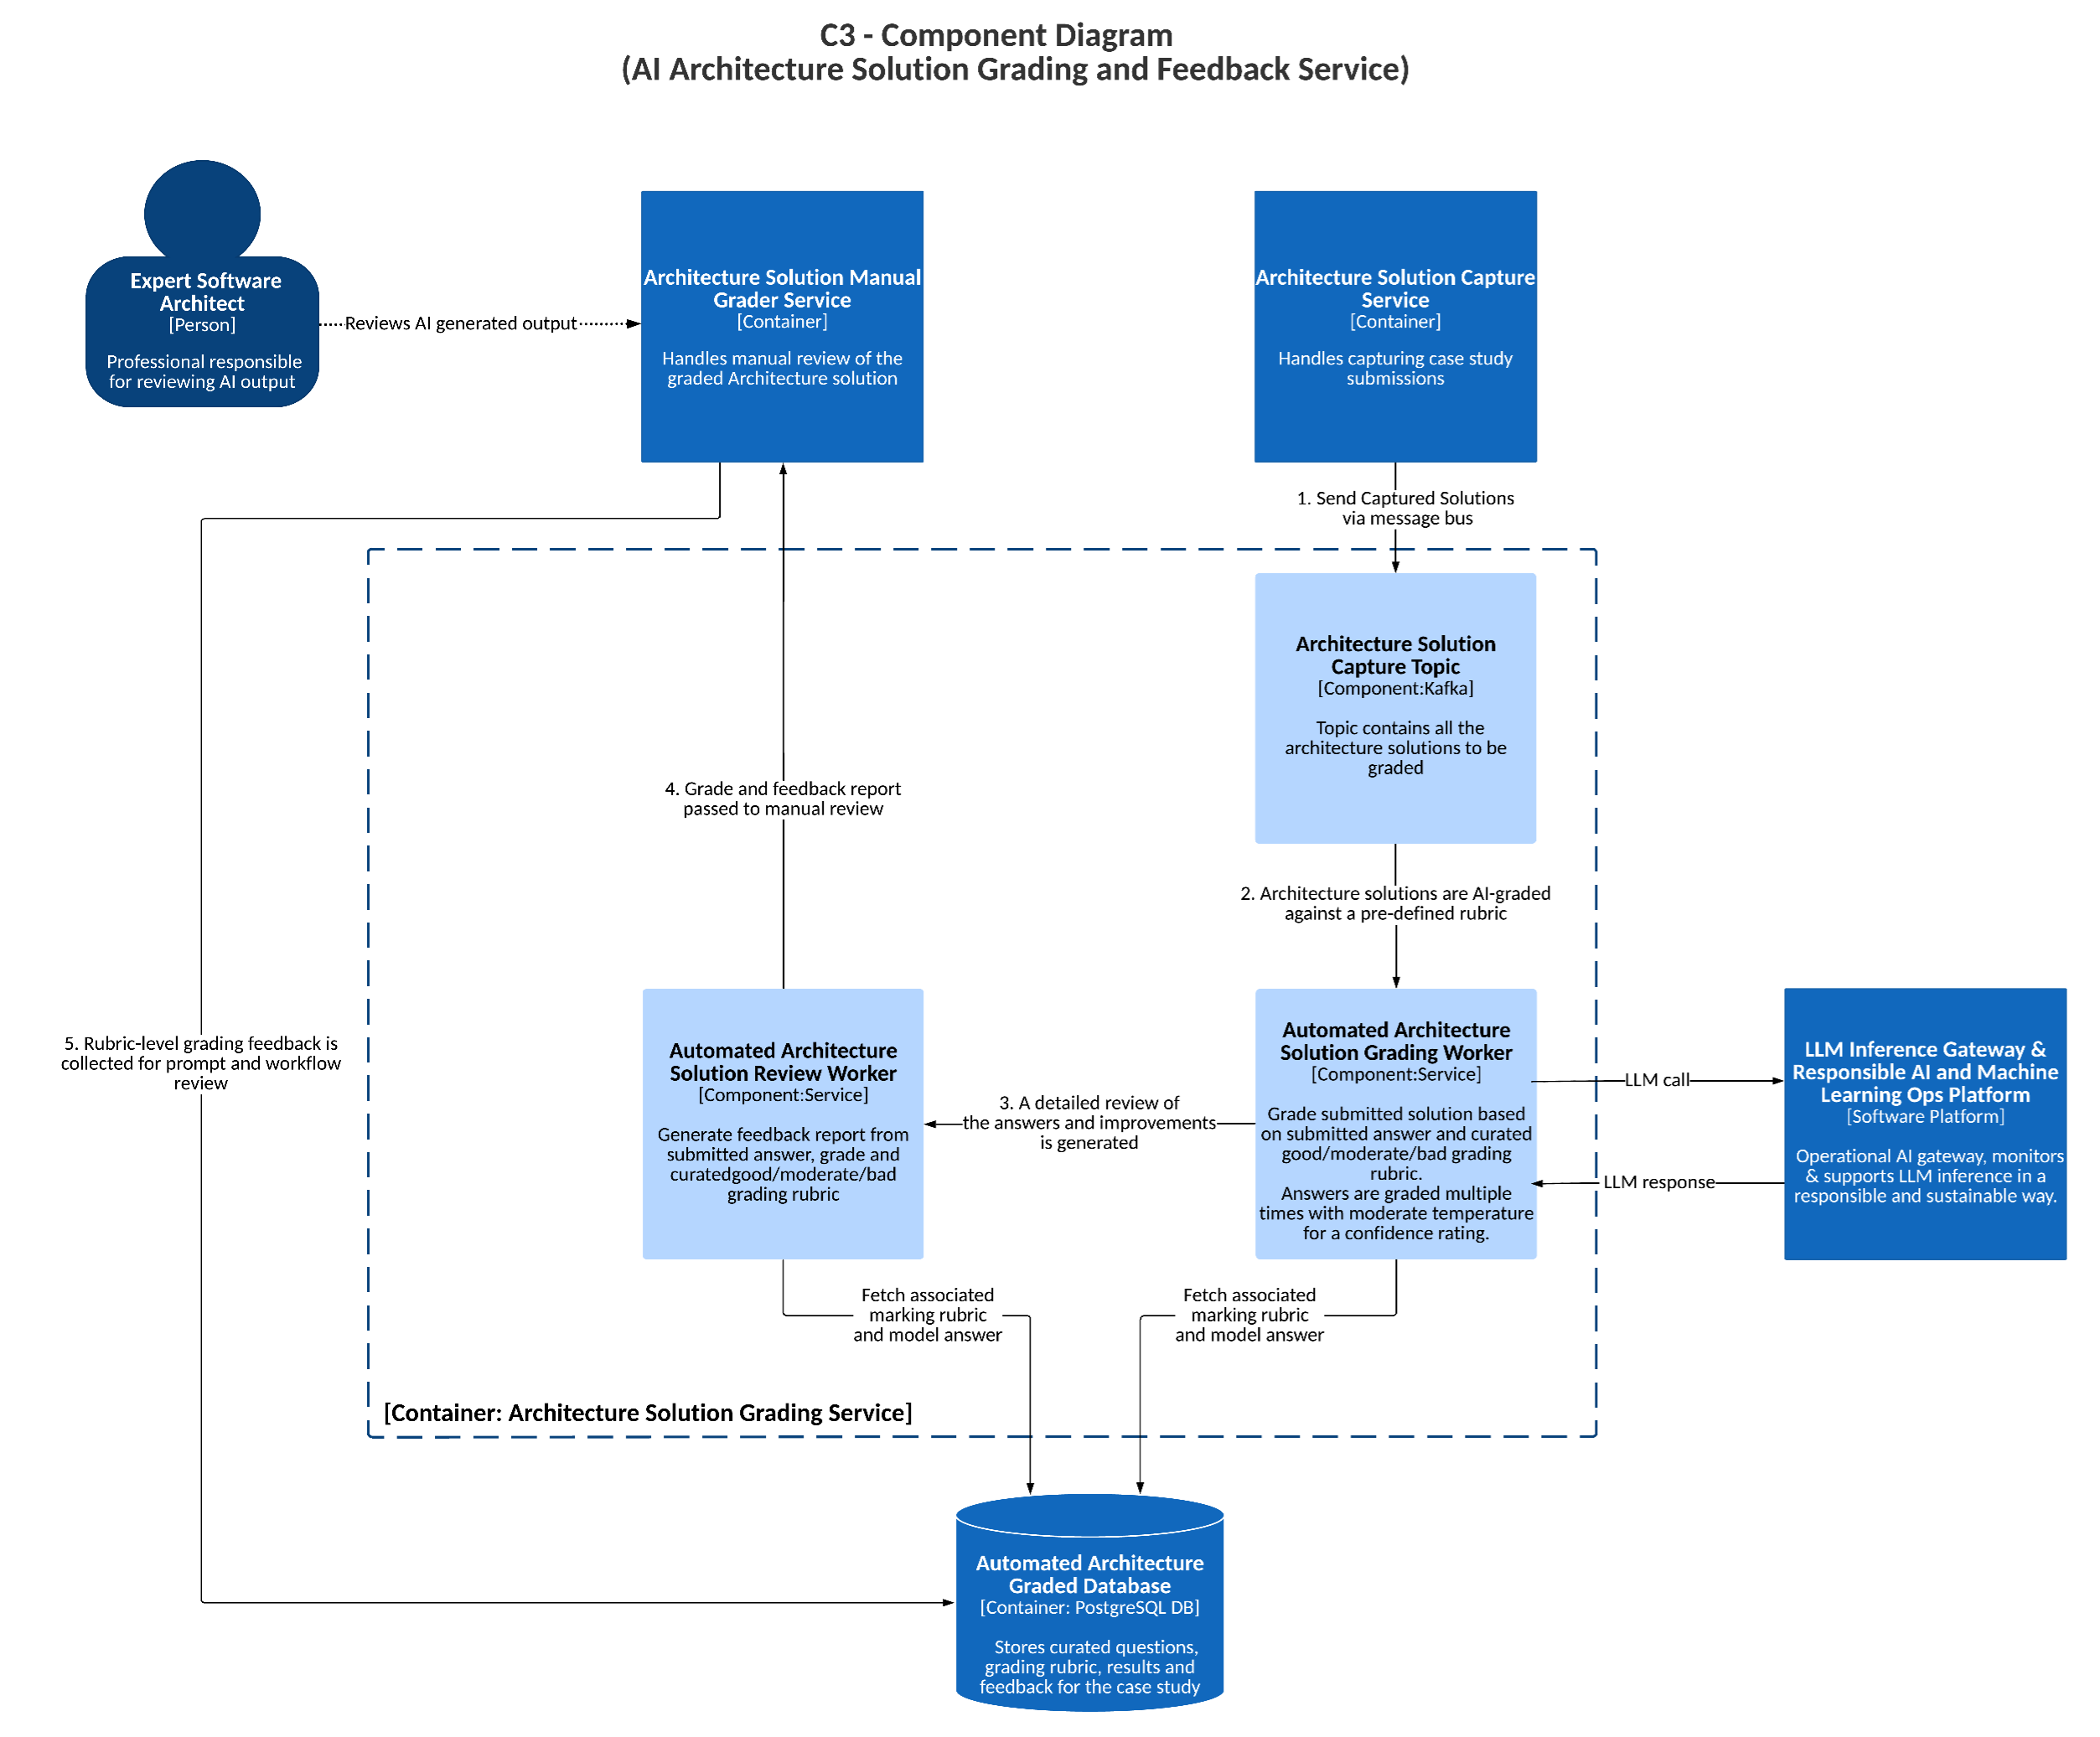 C3 - Component Diagram
(AI Architecture Solution Grading and Feedback Service)
Expert Software
Architect
[Person]
Professional responsible
for reviewing AI output
Reviews AI generated output
Architecture Solution Manual
Grader Service
[Container]
Handles manual review of the
graded Architecture solution
Architecture Solution Capture
Service
[Container]
Handles capturing case study
submissions
1. Send Captured Solutions
via message bus
Architecture Solution
Capture Topic
[Component:Kafka]
Topic contains all the
architecture solutions to be
graded
4. Grade and feedback report
passed to manual review
2. Architecture solutions are AI-graded
against a pre-defined rubric
5. Rubric-level grading feedback is
collected for prompt and workflow
review
Automated Architecture
Solution Review Worker
[Component:Service]
Generate feedback report from
submitted answer, grade and
curatedgood/moderate/bad
grading rubric
3. A detailed review of
the answers and improvements
is generated
Automated Architecture
Solution Grading Worker
[Component:Service]
Grade submitted solution based
on submitted answer and curated
good/moderate/bad grading
rubric.
Answers are graded multiple
times with moderate temperature
for a confidence rating.
LLM call
LLM response
LLM Inference Gateway &
Responsible AI and Machine
Learning Ops Platform
[Software Platform]
Operational AI gateway, monitors
& supports LLM inference in a
responsible and sustainable way.
Fetch associated
marking rubric
and model answer
Fetch associated
marking rubric
and model answer
[Container: Architecture Solution Grading Service]
Automated Architecture
Graded Database
[Container: PostgreSQL DB]
Stores curated questions,
grading rubric, results and
feedback for the case study